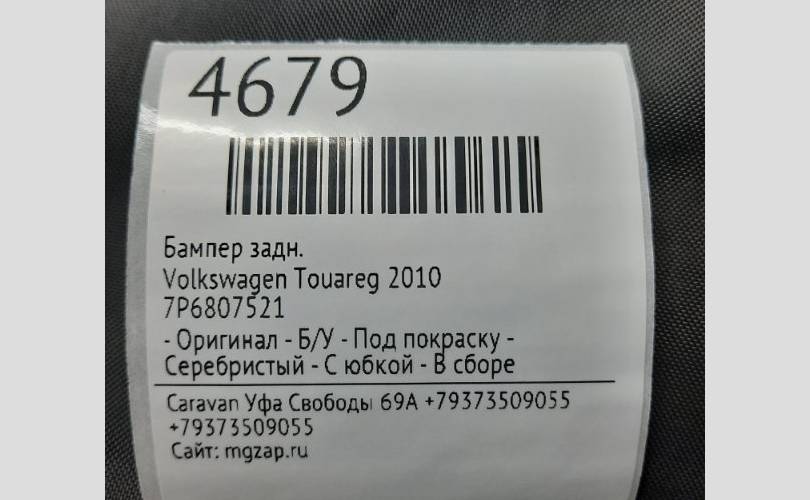 4679
Бампер задн.
Volkswagen Touareg 2010
7P6807521
- Оригинал - Б/У - Под покраску -
Серебристый - С юбкой - В сборе
Caravan Уфа Свободы 69А +79373509055
+79373509055
Сайт: mgzap.ru